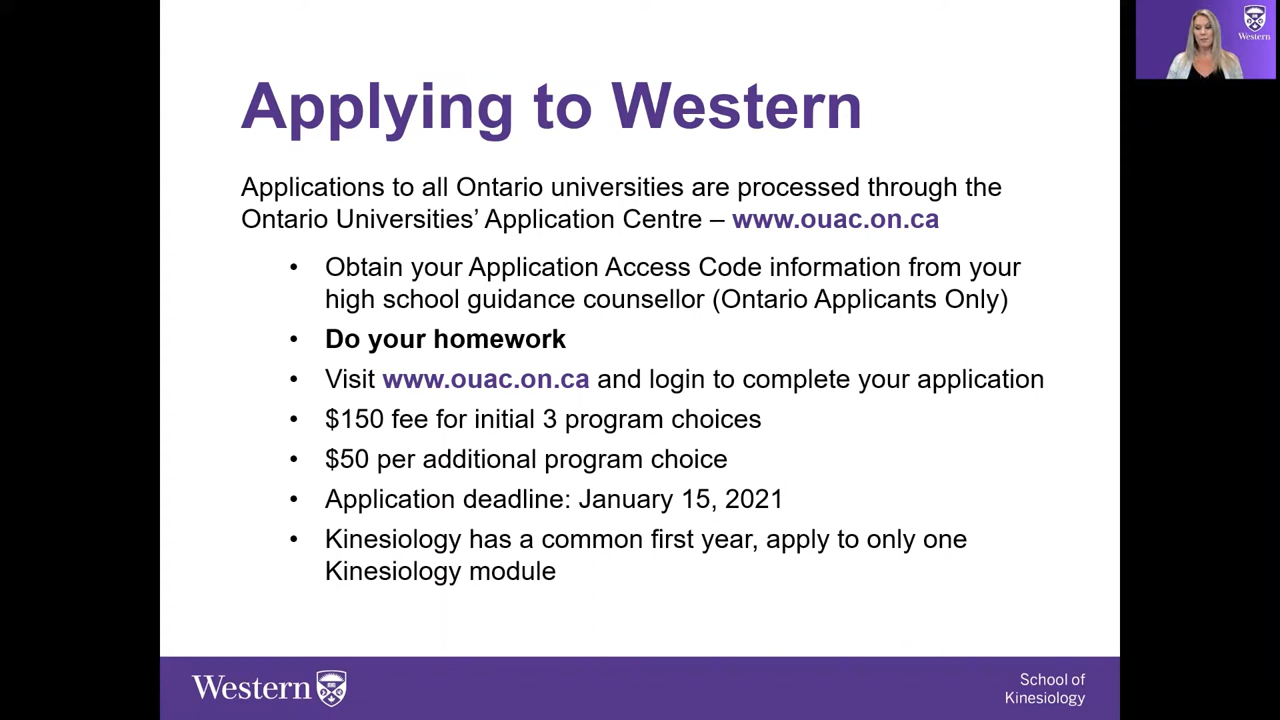 Applying to Western
Applications to all Ontario universities are processed through the
Ontario Universities' Application Centre – www.ouac.on.ca
• Obtain your Application Access Code information from your
high school guidance counsellor (Ontario Applicants Only)
• Do your homework
• Visit www.ouac.on.ca and login to complete your application
• $150 fee for initial 3 program choices
• $50 per additional program choice
• Application deadline: January 15, 2021
• Kinesiology has a common first year, apply to only one
Kinesiology module
Western
School of
Kinesiology
Western